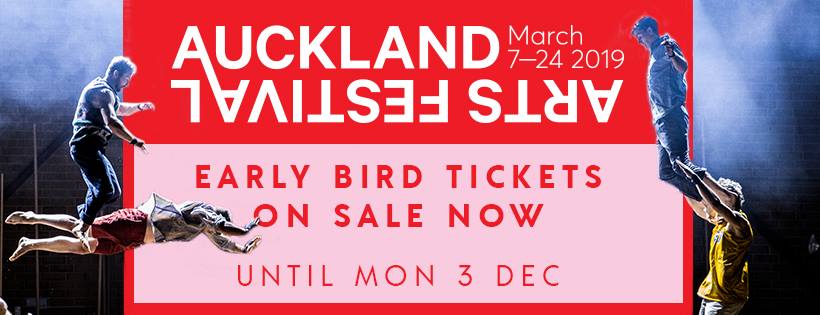 AUCKLAND
March
7–24 2019
ARTS FESTIVAL
EARLY BIRD TICKETS
ON SALE NOW
UNTIL MON 3 DEC